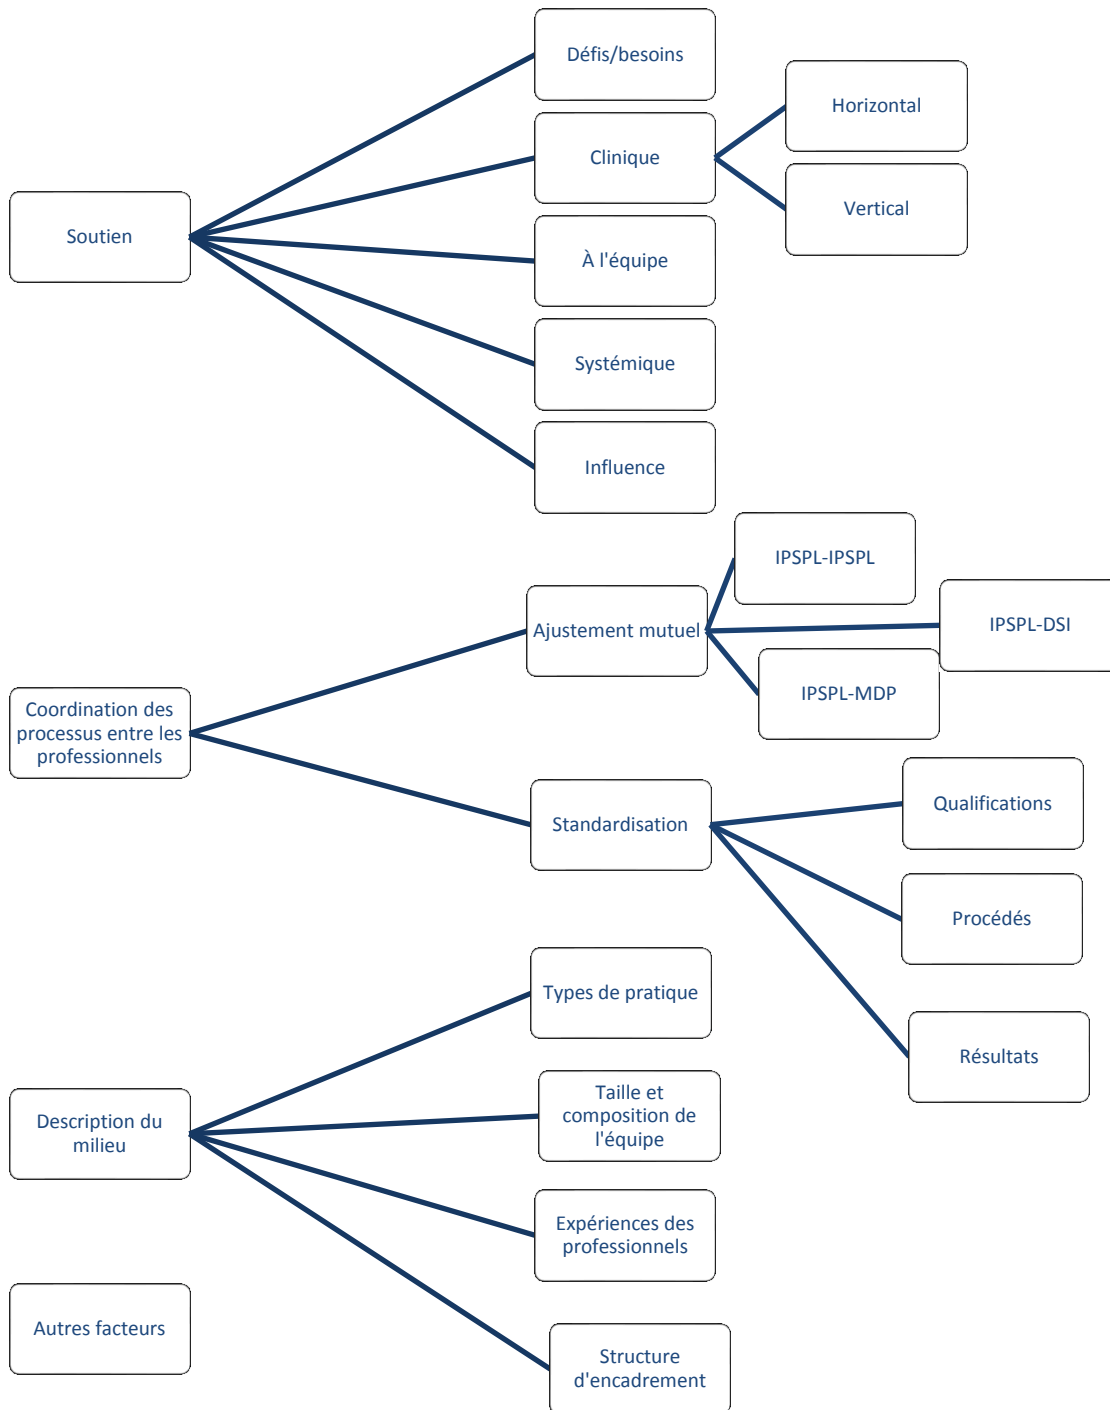 Défis/besoins
Horizontal
Clinique
Vertical
Soutien
À l'équipe
Systémique
Influence
IPSPL-IPSPL
IPSPL-DSI
Ajustement mutuel
IPSPL-MDP
Coordination des
processus entre les
professionnels
Qualifications
Standardisation
Procédés
Types de pratique
Résultats
Taille et
composition de
l'équipe
Description du
milieu
Expériences des
professionnels
Autres facteurs
Structure
d'encadrement